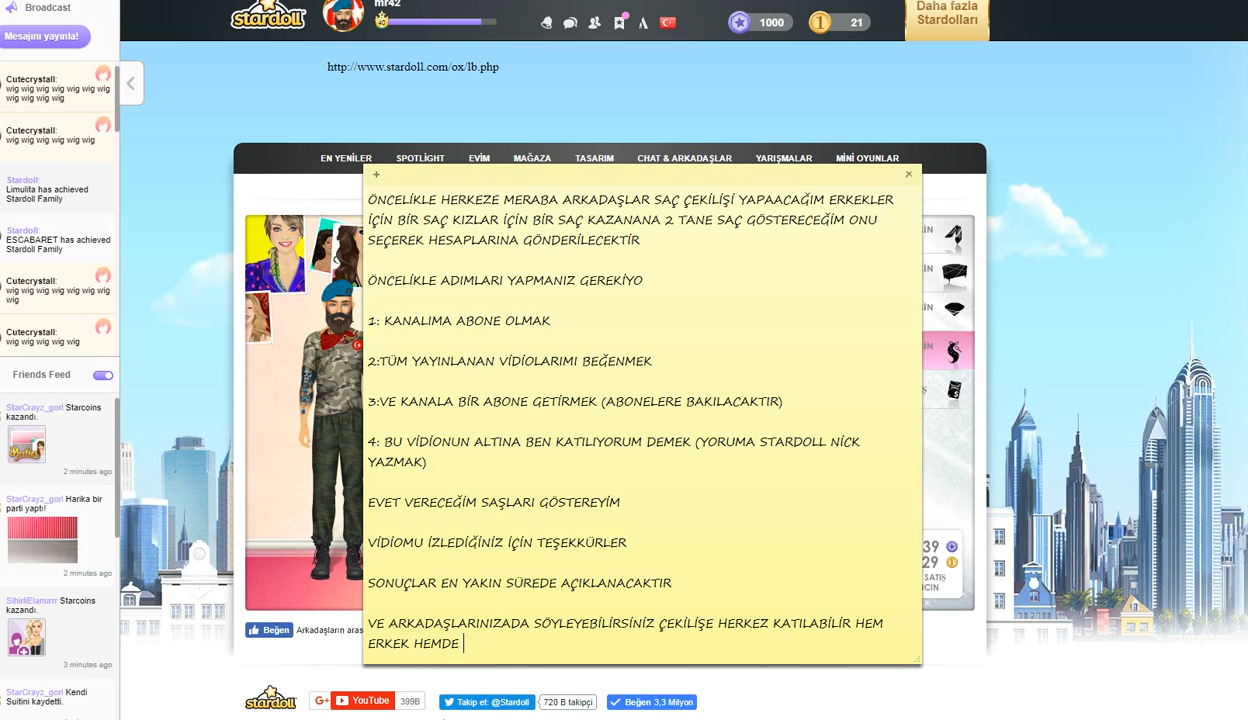 Broadcast
Mesajını yayınla!
Cutecrystall:
wig wig wig wig wig wig wig
wig wig wig wig
Cutecrystall:
wig wig wig wig wig wig
Stardoll:
Limulita has achieved
Stardoll Family
Stardoll:
ESCABARET has achieved
Stardoll Family
Cutecrystall:
wig wig wig wig wig wig wig
wig
Cutecrystall:
wig wig wig wig wig
Friends Feed
StarCrayz_gorl Starcoins
kazandı.
2 minutes ago
StarCrayz_gorl Harika bir
parti yaptı!
2 minutes ago
SihirliElanurrr Starcoins
kazandı.
3 minutes ago
StarCrayz_gorl Kendi
Suitini kaydetti.
stardoll
mr42
40
1000
1
21
Daha fazla
Stardolları
http://www.stardoll.com/ox/lb.php
EN YENİLER SPOTLİGHT EVİM MAĞAZA TASARIM CHAT & ARKADAŞLAR YARIŞMALAR MİNİ OYUNLAR
+ ×
ÖNCELİKLE HERKEZE MERABA ARKADAŞLAR SAÇ ÇEKİLİŞİ YAPAACAĞIM ERKEKLER
İÇİN BİR SAÇ KIZLAR İÇİN BİR SAÇ KAZANANA 2 TANE SAÇ GÖSTERECEĞİM ONU
SEÇEREK HESAPLARINA GÖNDERİLECEKTİR
ÖNCELİKLE ADIMLARI YAPMANIZ GEREKİYO
1: KANALIMA ABONE OLMAK
2:TÜM YAYINLANAN VİDİOLARIMI BEĞENMEK
3:VE KANALA BİR ABONE GETİRMEK (ABONELERE BAKILACAKTIR)
4: BU VİDİONUN ALTINA BEN KATILIYORUM DEMEK (YORUMA STARDOLL NİCK
YAZMAK)
EVET VERECEĞİM SAŞLARI GÖSTEREYİM
VİDİOMU İZLEDİĞİNİZ İÇİN TEŞEKKÜRLER
SONUÇLAR EN YAKIN SÜREDE AÇIKLANACAKTIR
VE ARKADAŞLARINIZADA SÖYLEYEBİLİRSİNİZ ÇEKİLİŞE HERKEZ KATILABİLİR HEM
ERKEK HEMDE
39
29
SATIŞ
ICIN
Beğen Arkadaşların aras
stardoll
G+ YouTube 399B
Takip et: @Stardoll 720 B takipçi
Beğen 3,3 Milyon